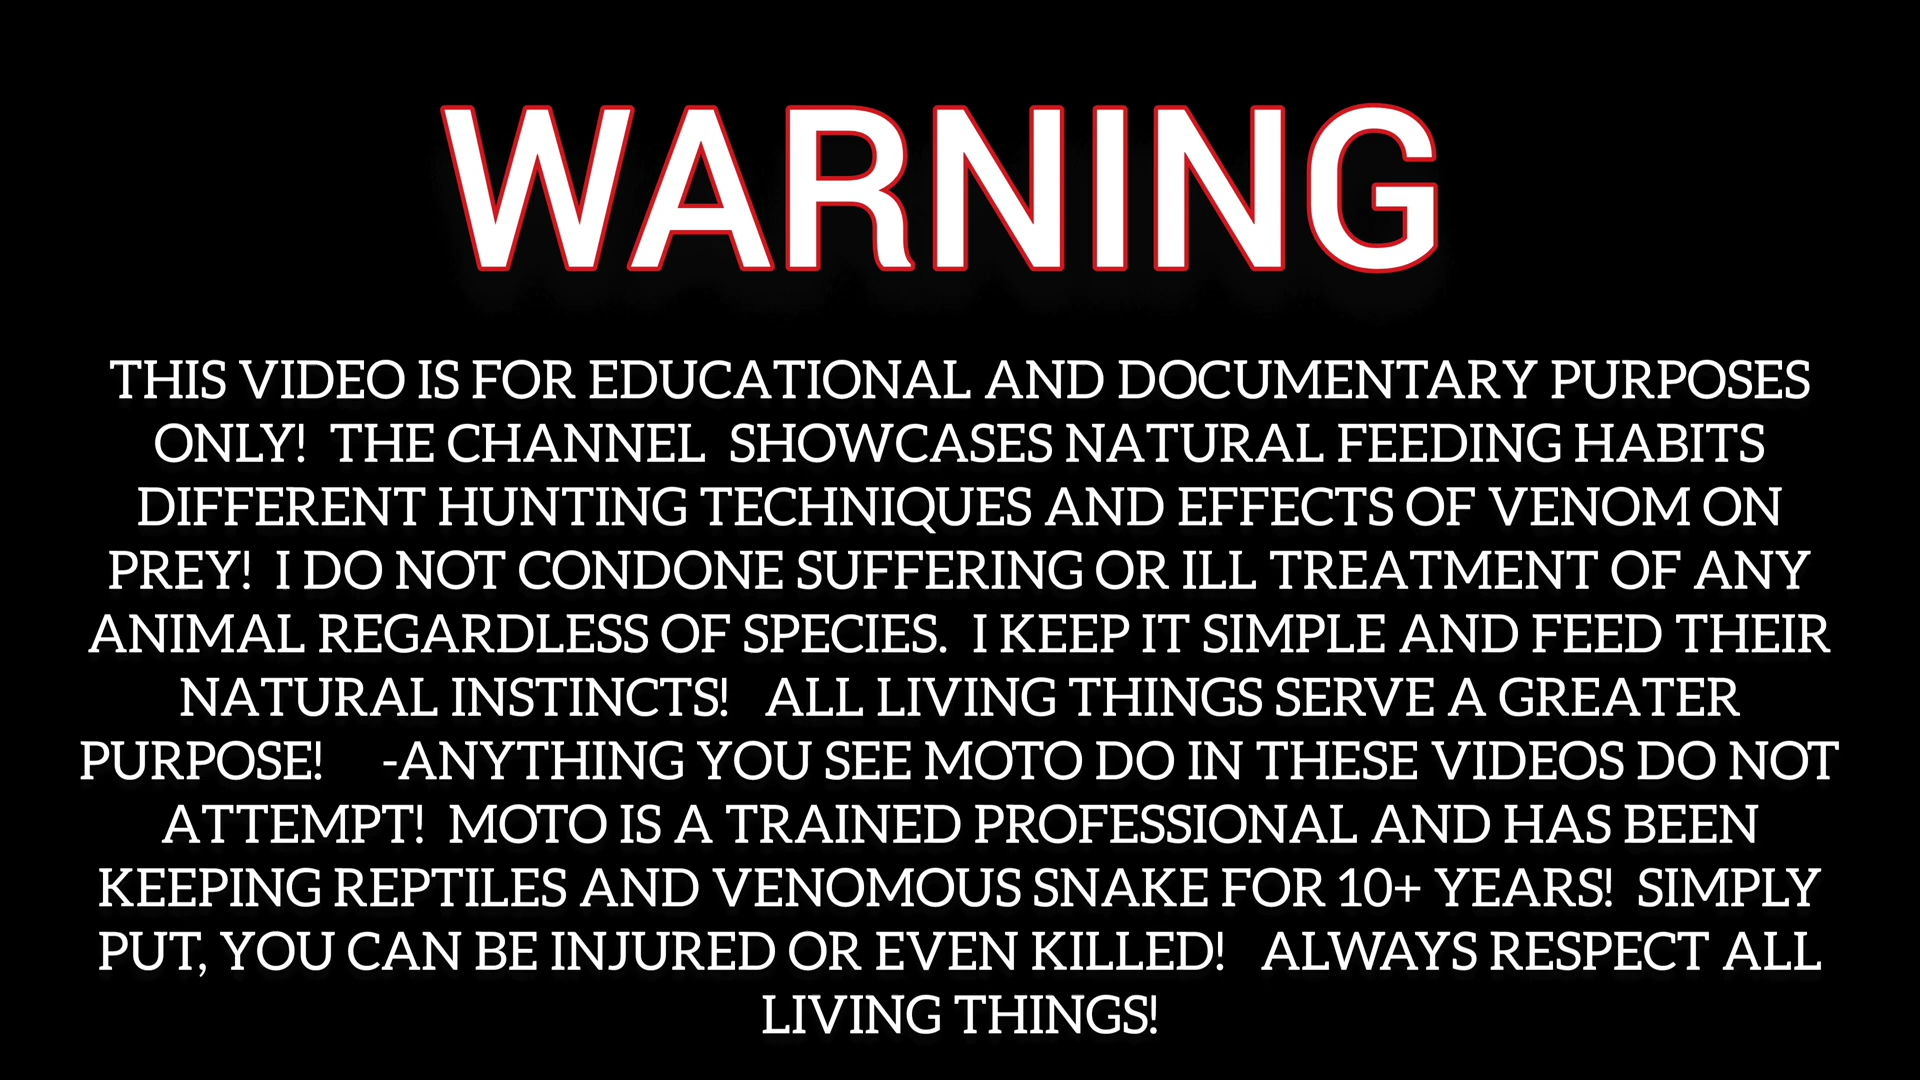 WARNING
THIS VIDEO IS FOR EDUCATIONAL AND DOCUMENTARY PURPOSES
ONLY!  THE CHANNEL  SHOWCASES NATURAL FEEDING HABITS
DIFFERENT HUNTING TECHNIQUES AND EFFECTS OF VENOM ON
PREY!  I DO NOT CONDONE SUFFERING OR ILL TREATMENT OF ANY
ANIMAL REGARDLESS OF SPECIES.  I KEEP IT SIMPLE AND FEED THEIR
NATURAL INSTINCTS!   ALL LIVING THINGS SERVE A GREATER
PURPOSE!     -ANYTHING YOU SEE MOTO DO IN THESE VIDEOS DO NOT
ATTEMPT!  MOTO IS A TRAINED PROFESSIONAL AND HAS BEEN
KEEPING REPTILES AND VENOMOUS SNAKE FOR 10+ YEARS!  SIMPLY
PUT, YOU CAN BE INJURED OR EVEN KILLED!   ALWAYS RESPECT ALL
LIVING THINGS!